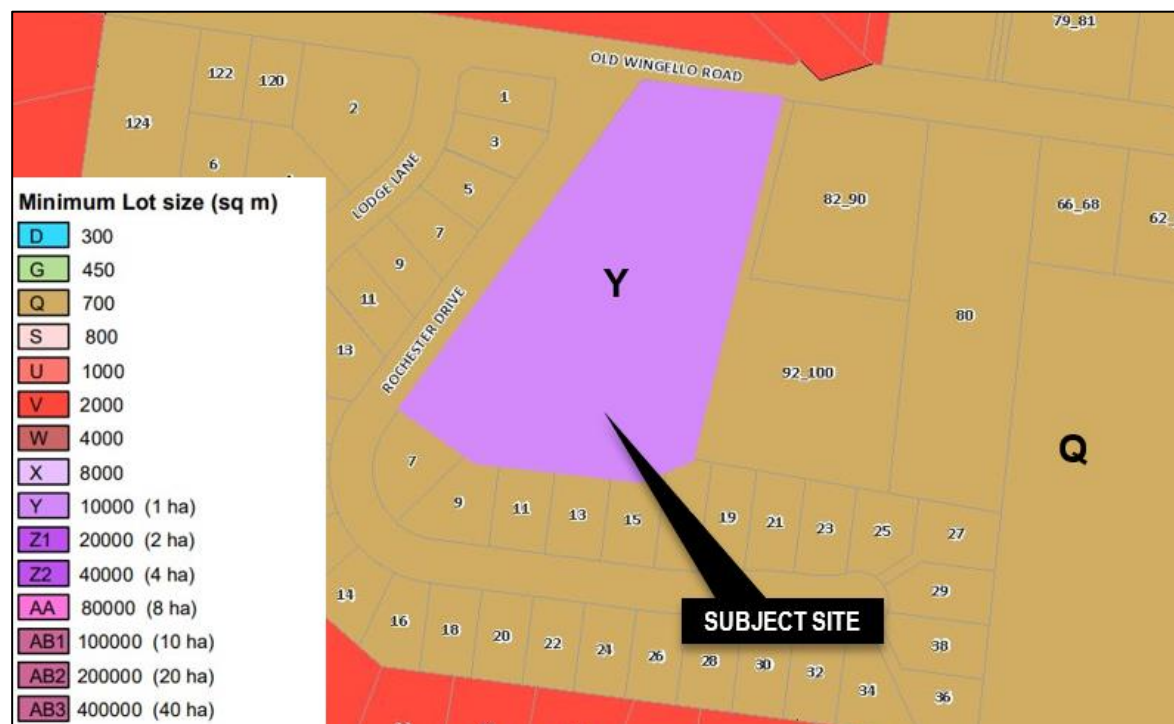 79_81
OLD WINGELLO ROAD
122
120
2
1
124
3
6
LODGE LANE
5
82_90
66_68
62_
7
9
Y
11
ROCHESTER DRIVE
80
13
92_100
Q
7
9
11
13
15
19
21
23
25
27
29
14
16
18
20
22
24
26
28
30
32
34
38
36
SUBJECT SITE
Minimum Lot size (sq m)
D 300
G 450
Q 700
S 800
U 1000
V 2000
W 4000
X 8000
Y 10000 (1 ha)
Z1 20000 (2 ha)
Z2 40000 (4 ha)
AA 80000 (8 ha)
AB1 100000 (10 ha)
AB2 200000 (20 ha)
AB3 400000 (40 ha)